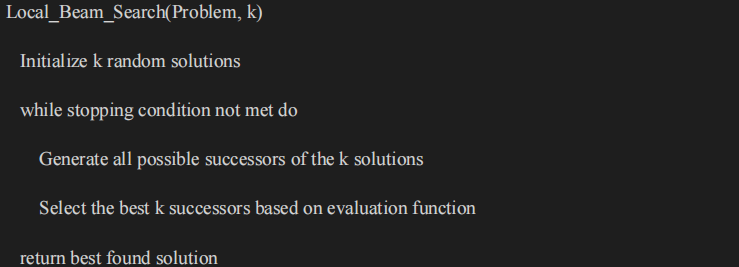 Local_Beam_Search(Problem, k)
Initialize k random solutions
while stopping condition not met do
Generate all possible successors of the k solutions
Select the best k successors based on evaluation function
return best found solution